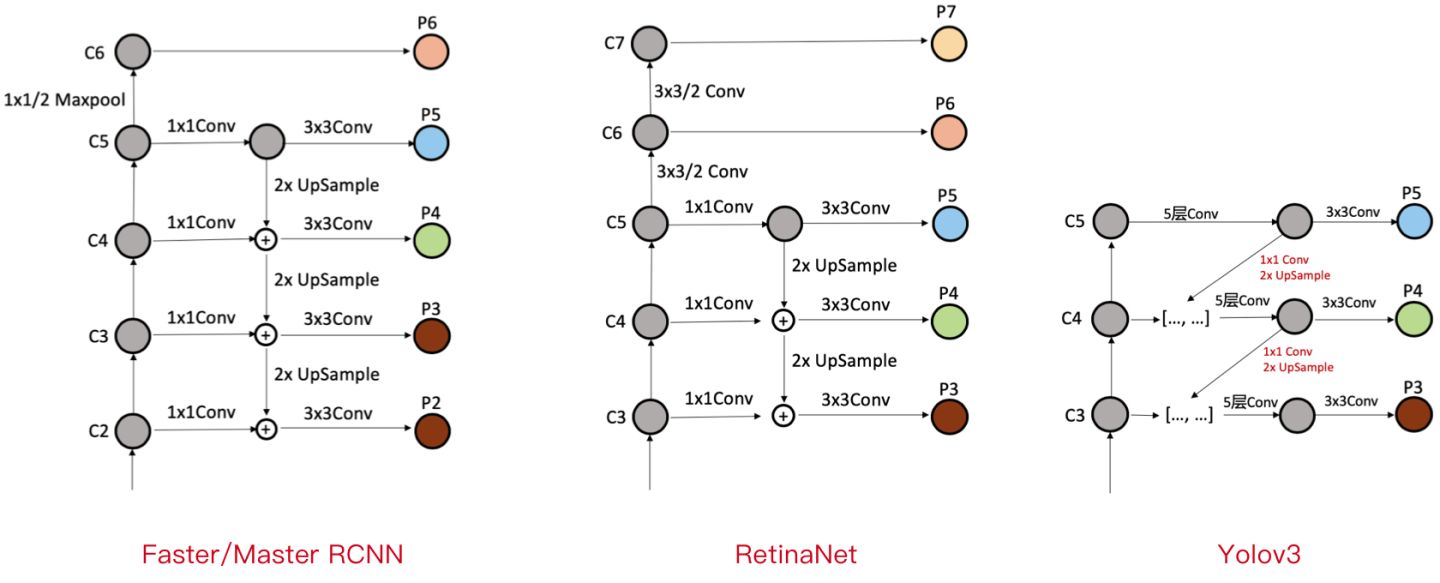 P6
C6
1x1/2 Maxpool
P5
C5
1x1Conv
3x3Conv
2x UpSample
P4
C4
1x1Conv
3x3Conv
2x UpSample
P3
C3
1x1Conv
3x3Conv
2x UpSample
P2
C2
1x1Conv
3x3Conv
Faster/Master RCNN
P7
C7
3x3/2 Conv
P6
C6
3x3/2 Conv
P5
C5
1x1Conv
3x3Conv
2x UpSample
P4
C4
1x1Conv
3x3Conv
2x UpSample
P3
C3
1x1Conv
3x3Conv
RetinaNet
P5
C5
5层Conv
3x3Conv
1x1 Conv
2x UpSample
P4
C4
[..., ...]
5层Conv
3x3Conv
1x1 Conv
2x UpSample
P3
C3
[..., ...]
5层Conv
3x3Conv
Yolov3